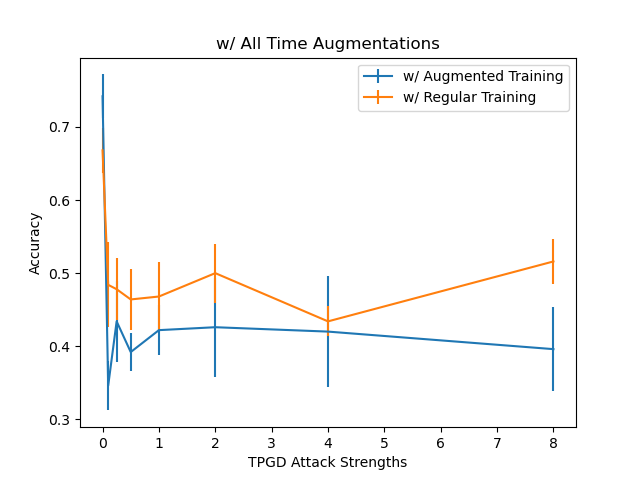 w/ All Time Augmentations
w/ Augmented Training
w/ Regular Training
0.7
0.6
0.5
0.4
0.3
Accuracy
0 1 2 3 4 5 6 7 8
TPGD Attack Strengths